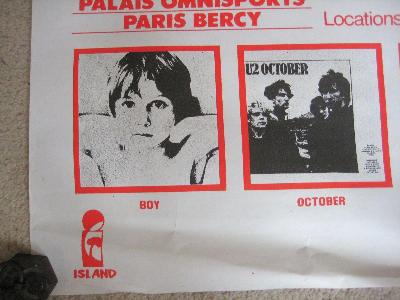 PALAIS OMNISPORTS
PARIS BERCY
Locations
U2 OCTOBER
BOY
OCTOBER
ISLAND